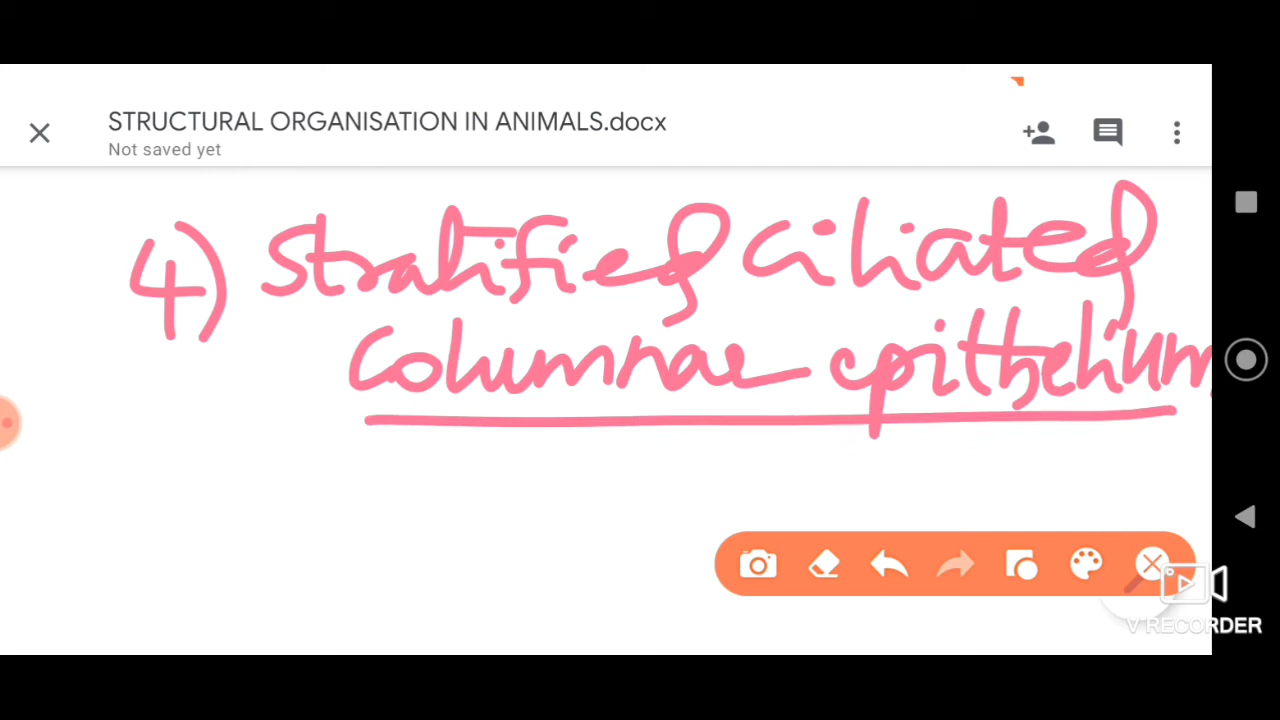 STRUCTURAL ORGANISATION IN ANIMALS.docx
Not saved yet
4) Stratified Ciliated
Columnar epithelium
V RECORDER